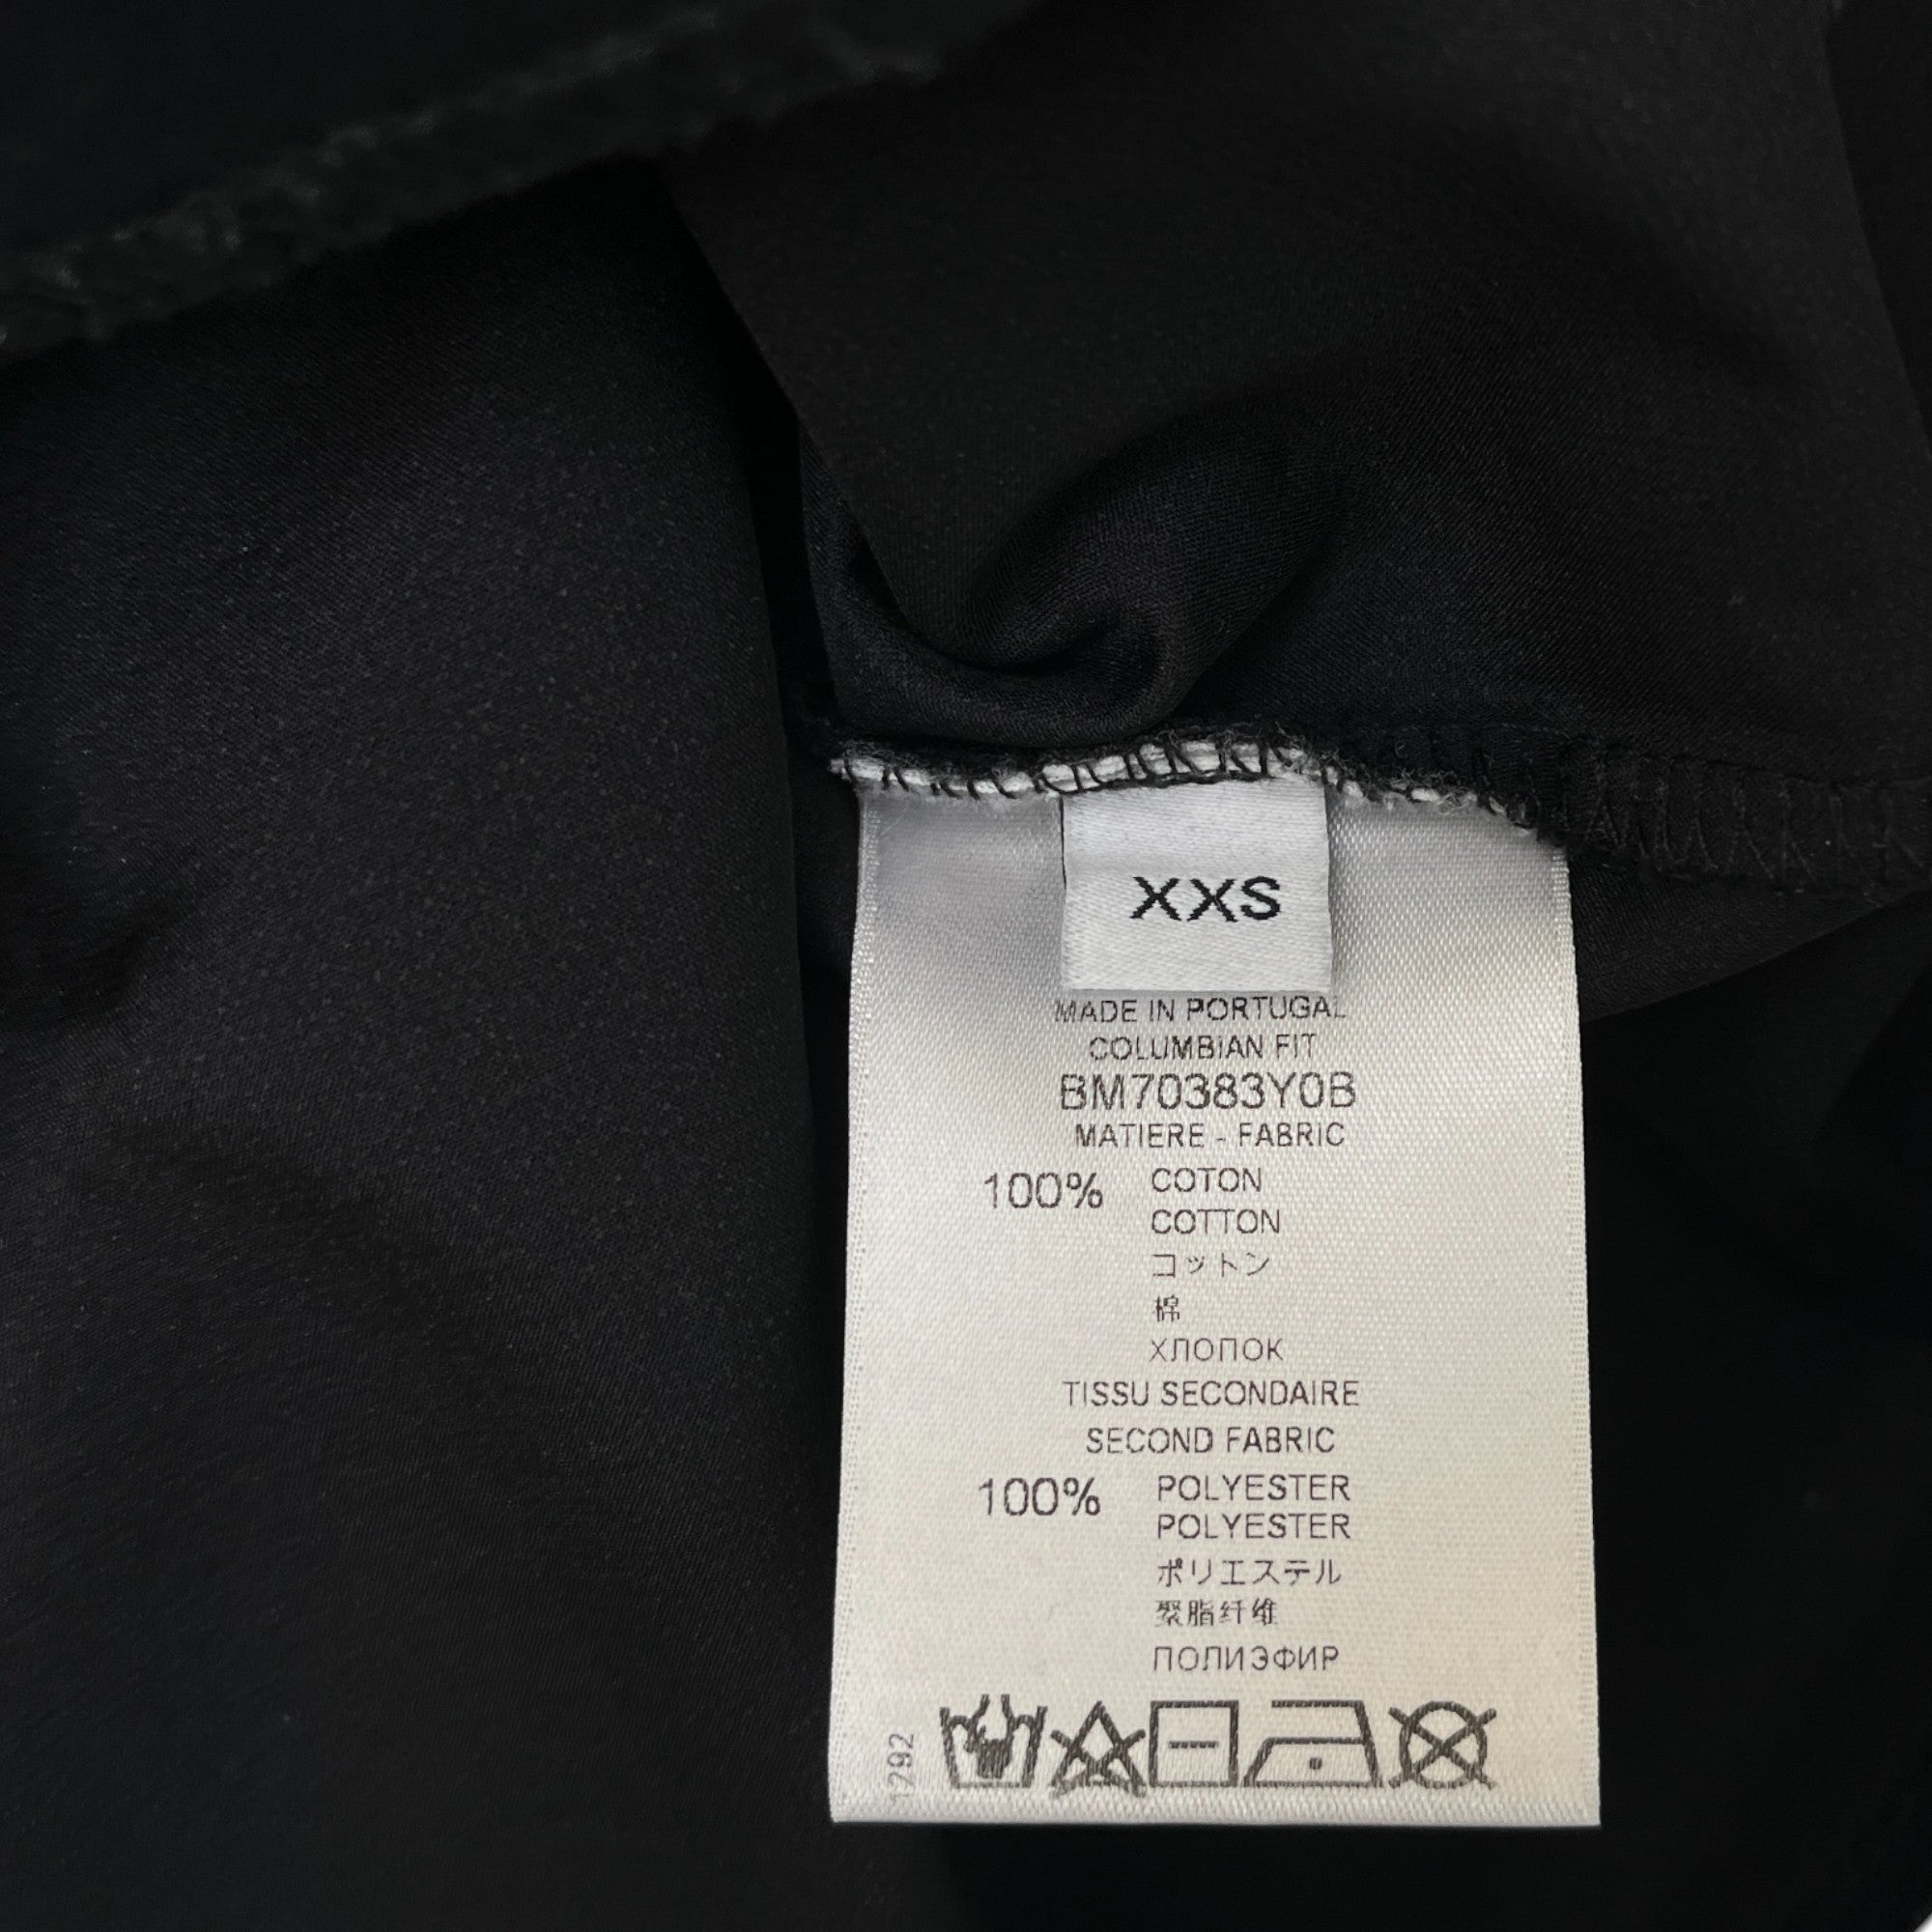 XXS
MADE IN PORTUGAL
COLUMBIAN FIT
BM70383Y0B
MATIERE - FABRIC
100% COTON
COTTON
コットン
棉
ХЛОПОК
TISSU SECONDAIRE
SECOND FABRIC
100% POLYESTER
POLYESTER
ポリエステル
聚脂纤维
ПОЛИЭФИР
1292